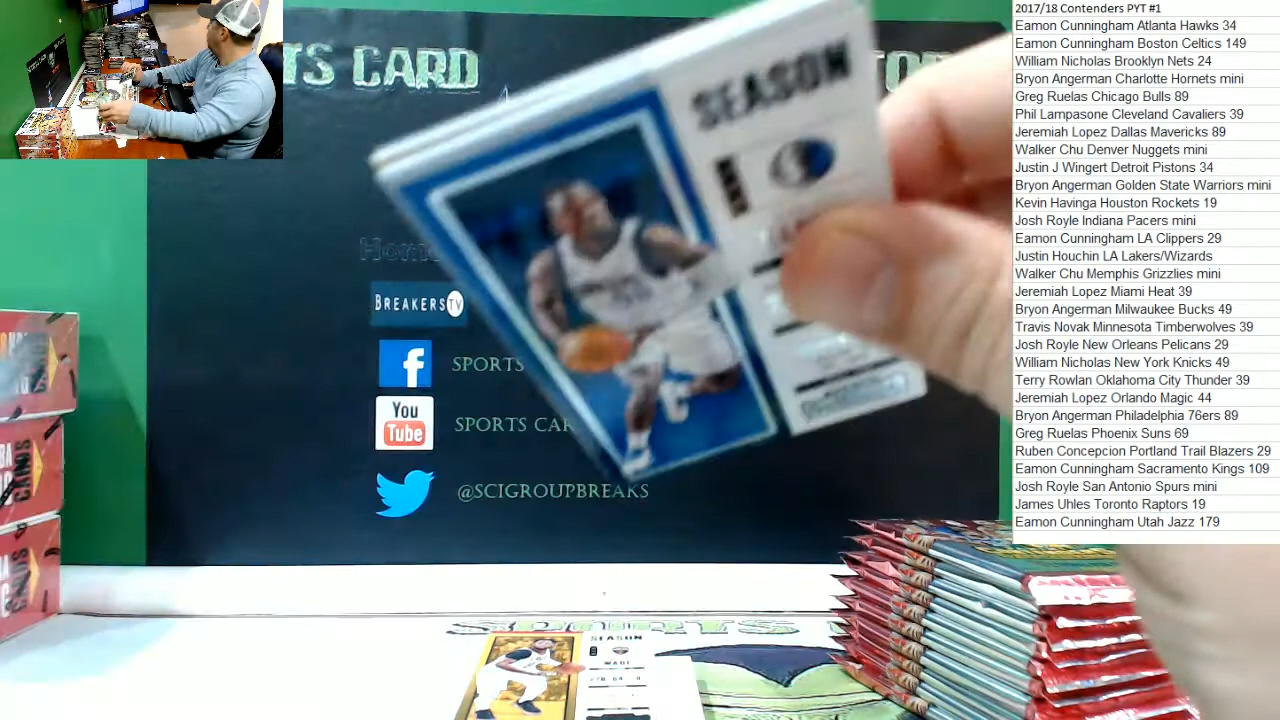 TS CARD
SEASON
Home
BREAKERSTV
f
SPORTS
You
Tube
SPORTS CAR
@SCIGROUPBREAKS
SEASON
WADE
2017/18 Contenders PYT #1
Eamon Cunningham Atlanta Hawks 34
Eamon Cunningham Boston Celtics 149
William Nicholas Brooklyn Nets 24
Bryon Angerman Charlotte Hornets mini
Greg Ruelas Chicago Bulls 89
Phil Lampasone Cleveland Cavaliers 39
Jeremiah Lopez Dallas Mavericks 89
Walker Chu Denver Nuggets mini
Justin J Wingert Detroit Pistons 34
Bryon Angerman Golden State Warriors mini
Kevin Havinga Houston Rockets 19
Josh Royle Indiana Pacers mini
Eamon Cunningham LA Clippers 29
Justin Houchin LA Lakers/Wizards
Walker Chu Memphis Grizzlies mini
Jeremiah Lopez Miami Heat 39
Bryon Angerman Milwaukee Bucks 49
Travis Novak Minnesota Timberwolves 39
Josh Royle New Orleans Pelicans 29
William Nicholas New York Knicks 49
Terry Rowlan Oklahoma City Thunder 39
Jeremiah Lopez Orlando Magic 44
Bryon Angerman Philadelphia 76ers 89
Greg Ruelas Phoenix Suns 69
Ruben Concepcion Portland Trail Blazers 29
Eamon Cunningham Sacramento Kings 109
Josh Royle San Antonio Spurs mini
James Uhles Toronto Raptors 19
Eamon Cunningham Utah Jazz 179